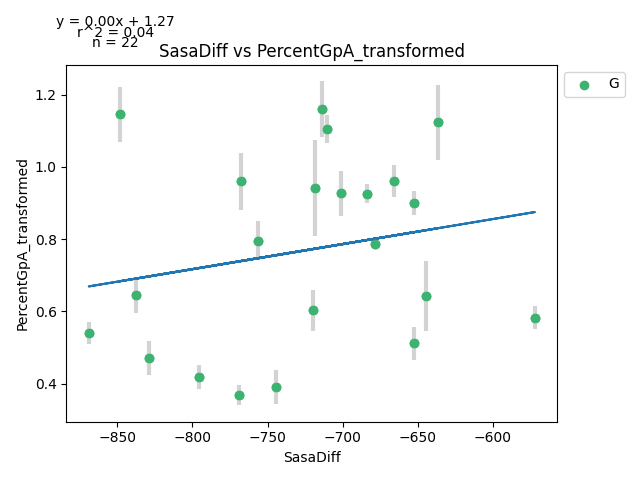 y = 0.00x + 1.27
r^2 = 0.04
n = 22
SasaDiff vs PercentGpA_transformed
G
PercentGpA_transformed
1.2
1.0
0.8
0.6
0.4
−850
−800
−750
−700
−650
−600
SasaDiff